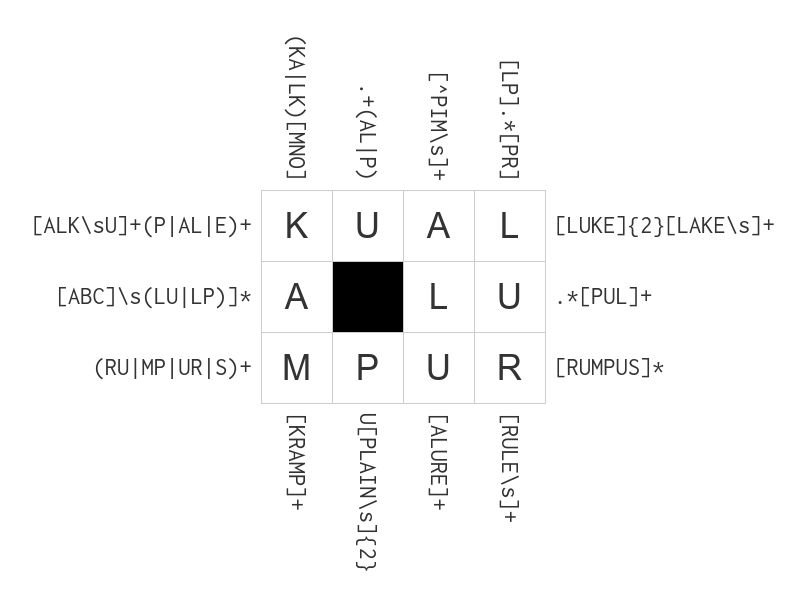 (KA|LK)[MNO]
.+(AL|P)
[^PIM\s]+
[LP].*[PR]
[ALK\sU]+(P|AL|E)+ K U A L [LUKE]{2}[LAKE\s]+
[ABC]\s(LU|LP)]* A L U .*[PUL]+
(RU|MP|UR|S)+ M P U R [RUMPUS]*
[KRAMP]+
U[PLAIN\s]{2}
[ALURE]+
[RULE\s]+